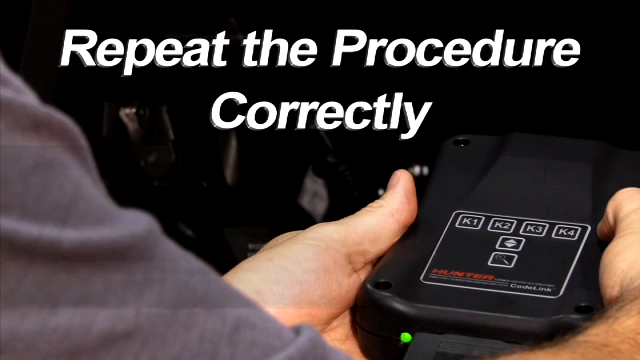 Repeat the Procedure
Correctly
K1 K2 K3 K4
HUNTER
CodeLink